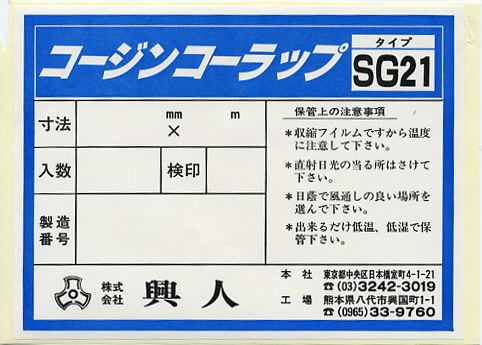 コージンコーラップ
タイプ
SG21
寸法 mm × m
入数 検印
製造番号
保管上の注意事項
*収縮フイルムですから温度
に注意して下さい。
*直射日光の当る所はさけて
下さい。
*日蔭で風通しの良い場所を
選んで下さい。
*出来るだけ低温、低湿で保
管下さい。
株式会社 興人
本社 東京都中央区日本橋室町4-1-21
☎(03)3242-3019
工場 熊本県八代市興国町1-1
☎(0965)33-9760